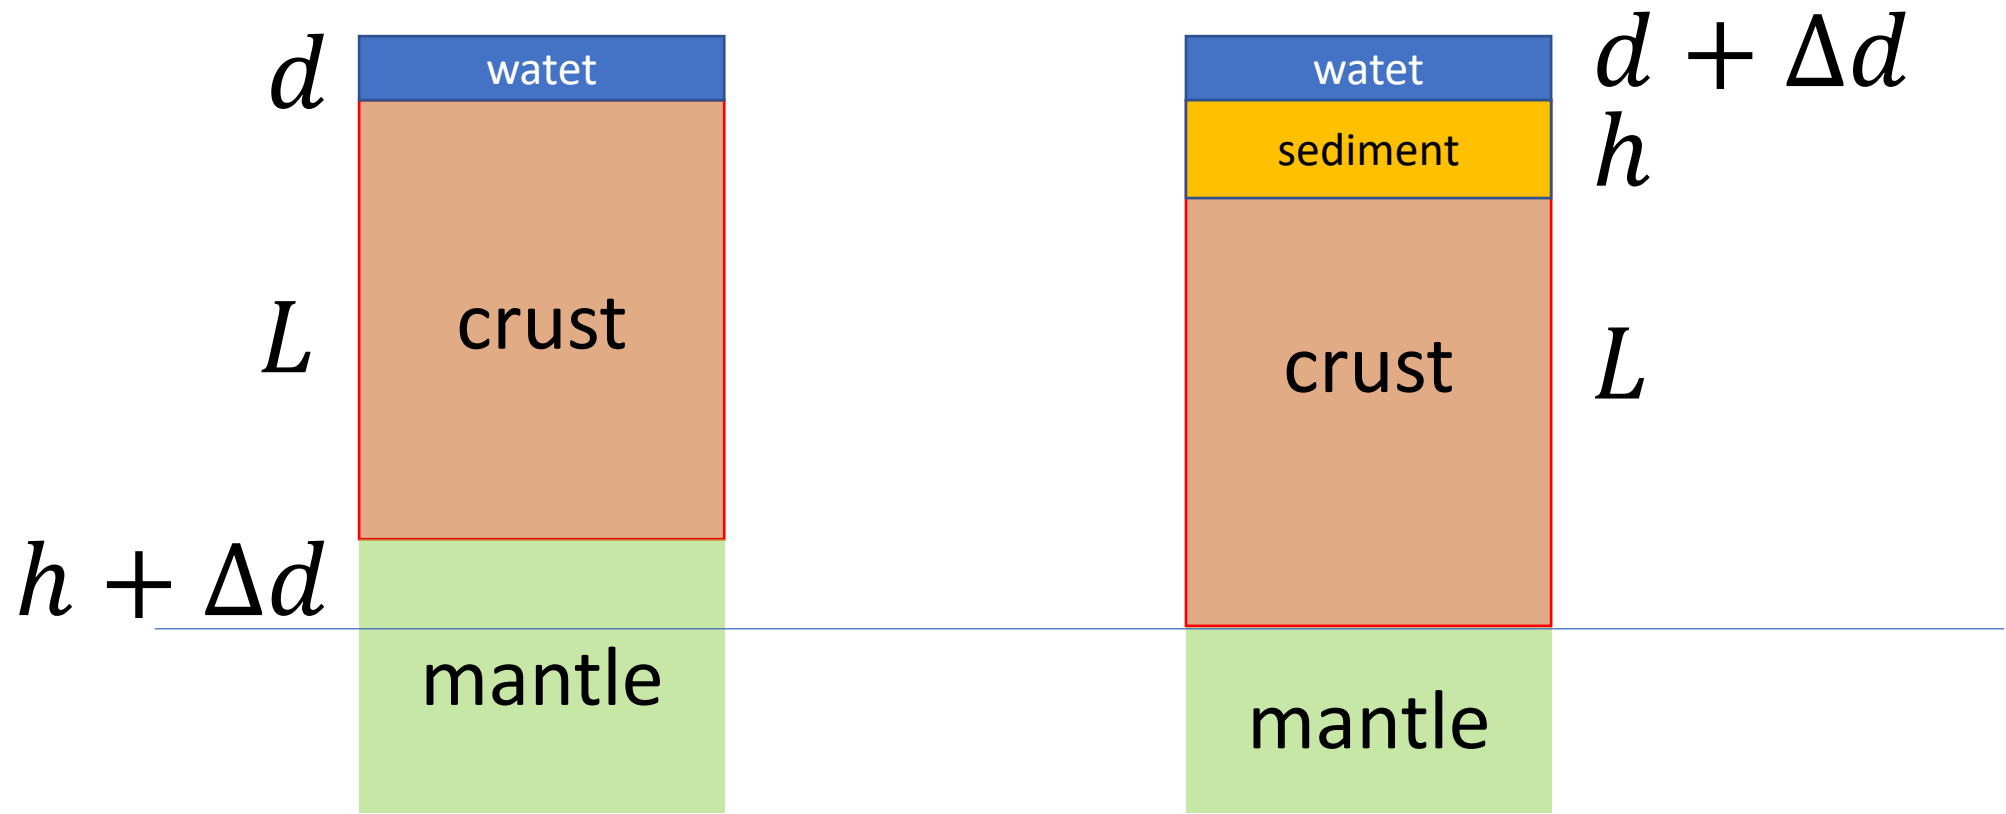 d
watet
L
crust
h + Δd
mantle
watet
d + Δd
sediment
h
crust
L
mantle